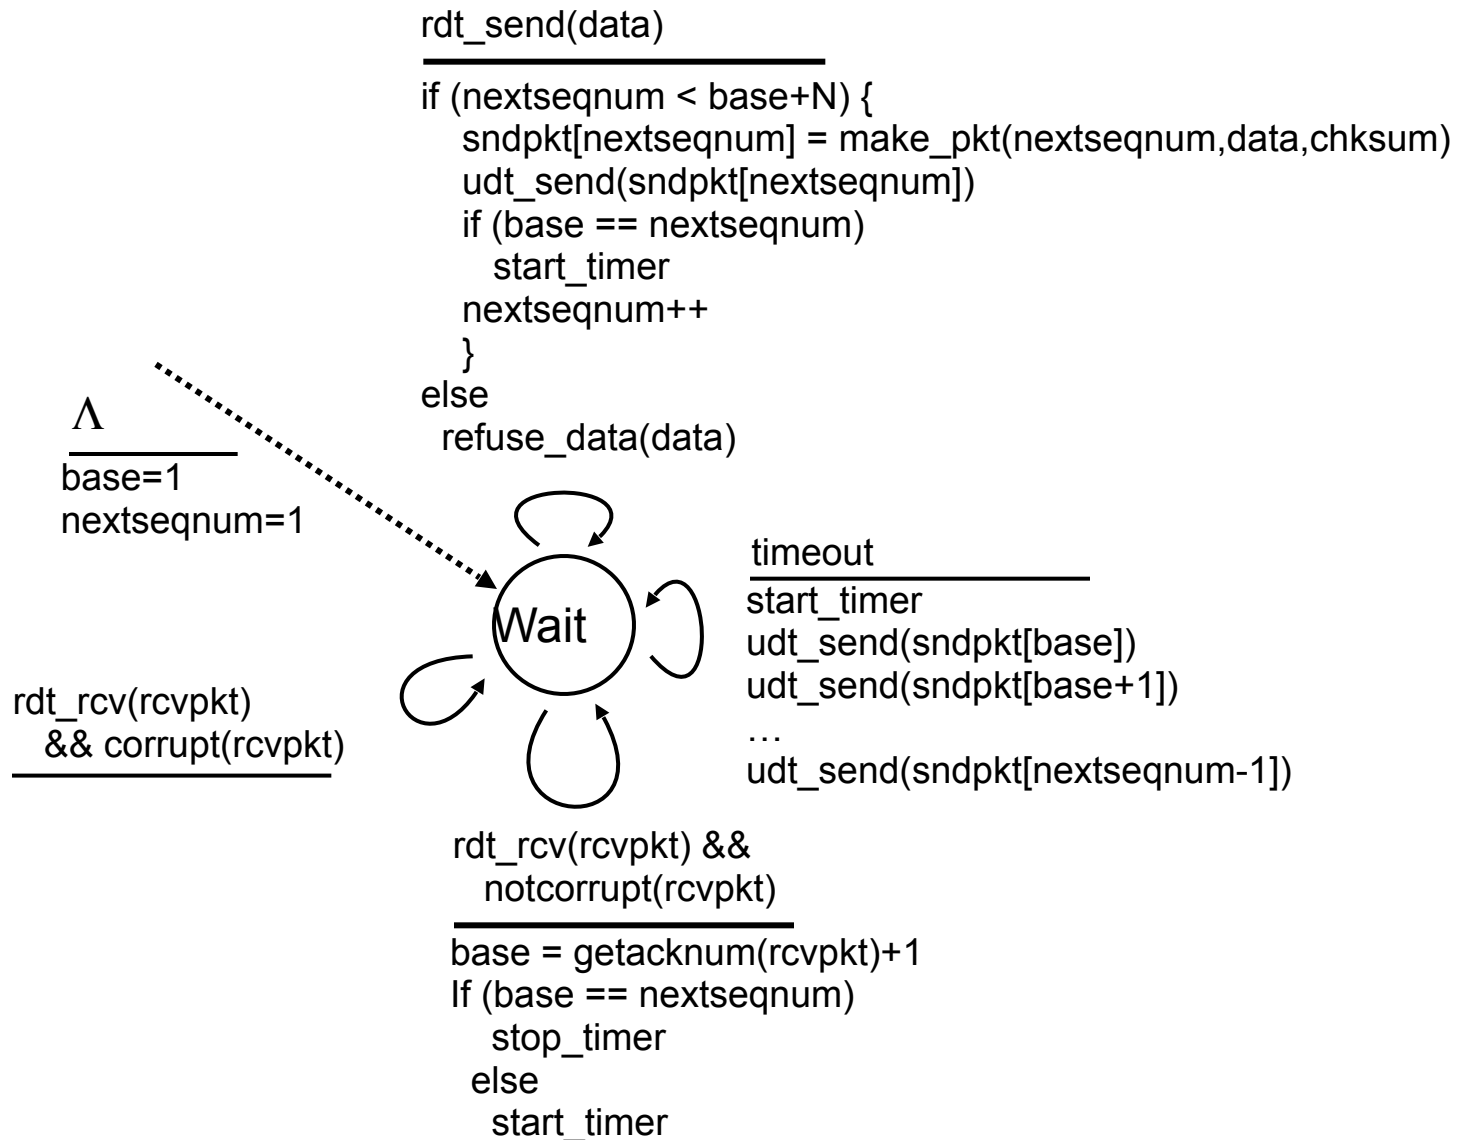 rdt_send(data)
if (nextseqnum < base+N) {
sndpkt[nextseqnum] = make_pkt(nextseqnum,data,chksum)
udt_send(sndpkt[nextseqnum])
if (base == nextseqnum)
start_timer
nextseqnum++
}
else
refuse_data(data)
Λ
base=1
nextseqnum=1
Wait
timeout
start_timer
udt_send(sndpkt[base])
udt_send(sndpkt[base+1])
…
udt_send(sndpkt[nextseqnum-1])
rdt_rcv(rcvpkt)
&& corrupt(rcvpkt)
rdt_rcv(rcvpkt) &&
notcorrupt(rcvpkt)
base = getacknum(rcvpkt)+1
If (base == nextseqnum)
stop_timer
else
start_timer